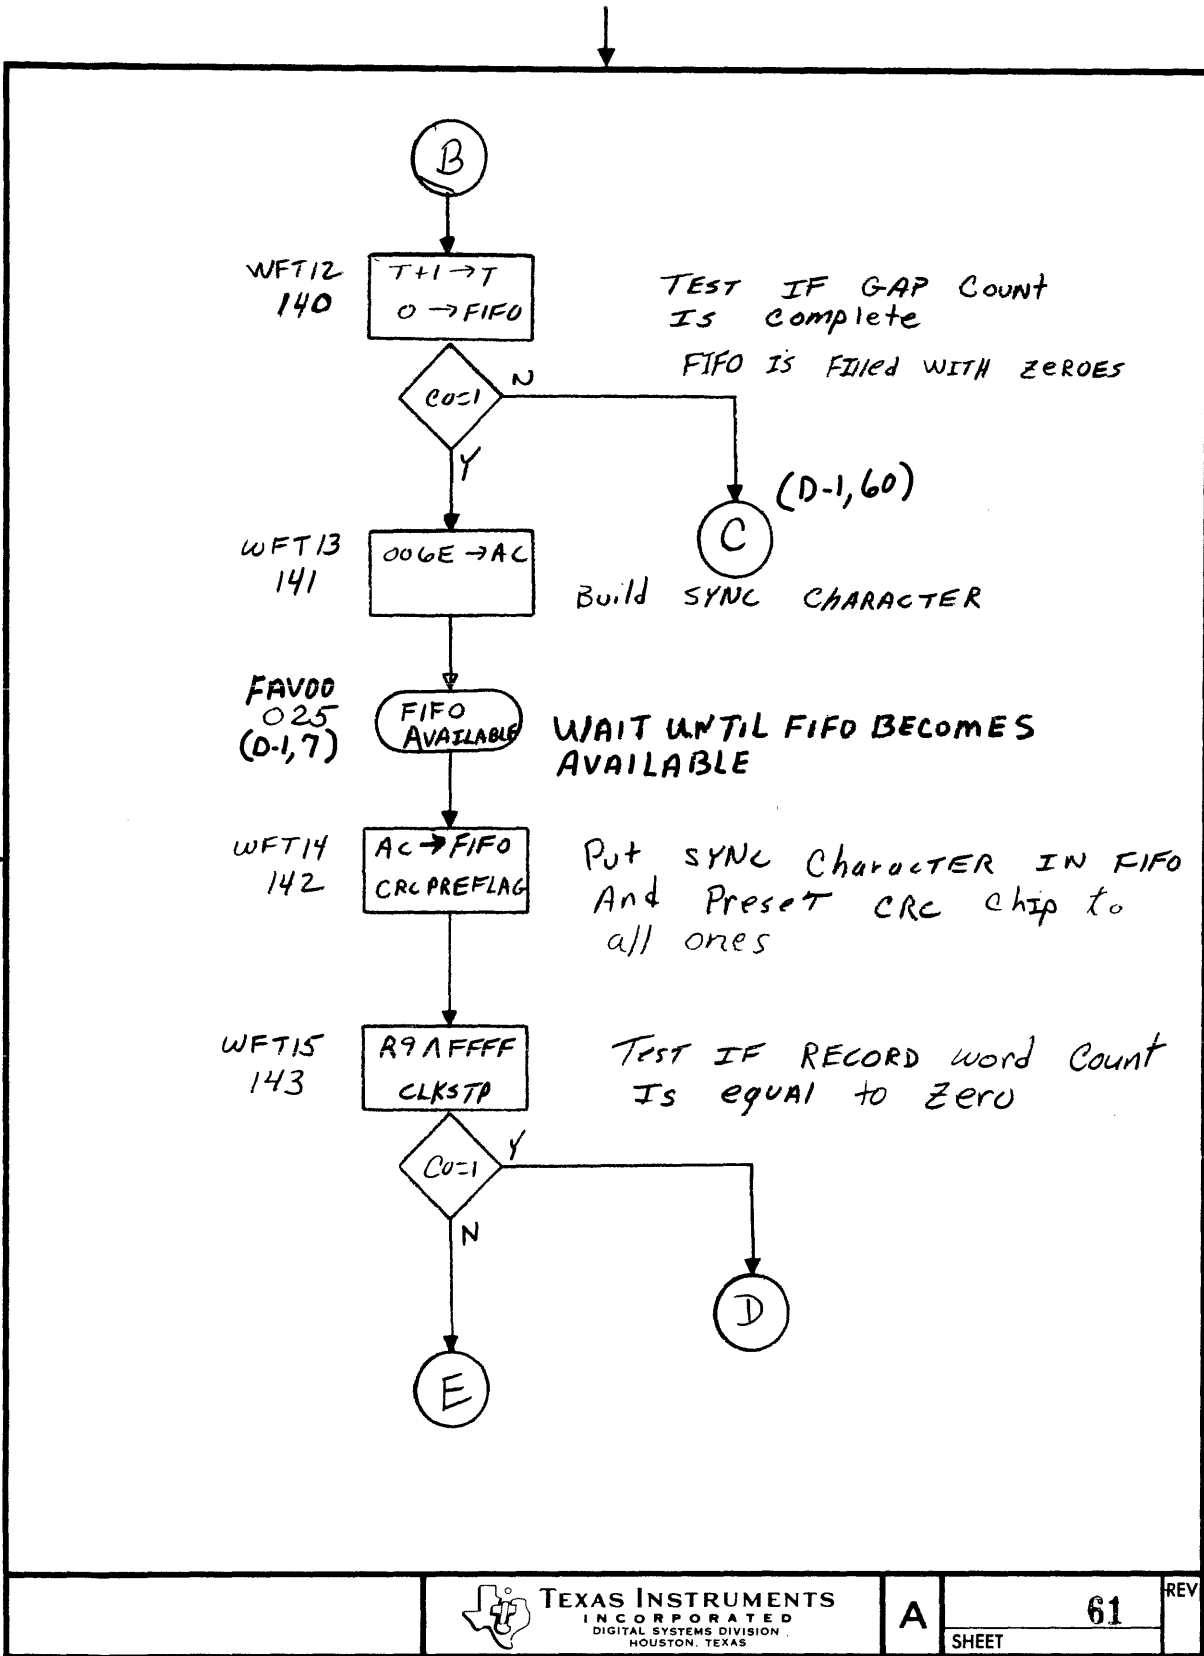 B
WFT12
140
T+1→T
0→FIFO
TEST IF GAP COUNT
IS complete
FIFO IS FIlled WITH ZEROES
CO=1
N
Y
(D-1,60)
C
WFT13
141
006E→AC
Build SYNC CHARACTER
FAV00
025
(D-1,7)
FIFO
AVAILABLE
WAIT UNTIL FIFO BECOMES
AVAILABLE
WFT14
142
AC→FIFO
CRCPREFLAG
Put SYNC CharacTER IN FIFO
And PreseT CRC chip to
all ones
WFT15
143
R9ΛFFFF
CLKSTP
TesT IF RECORD word Count
Is equAl to Zero
CO=1
Y
N
D
E
TEXAS INSTRUMENTS
INCORPORATED
DIGITAL SYSTEMS DIVISION
HOUSTON, TEXAS
A
61
SHEET
REV